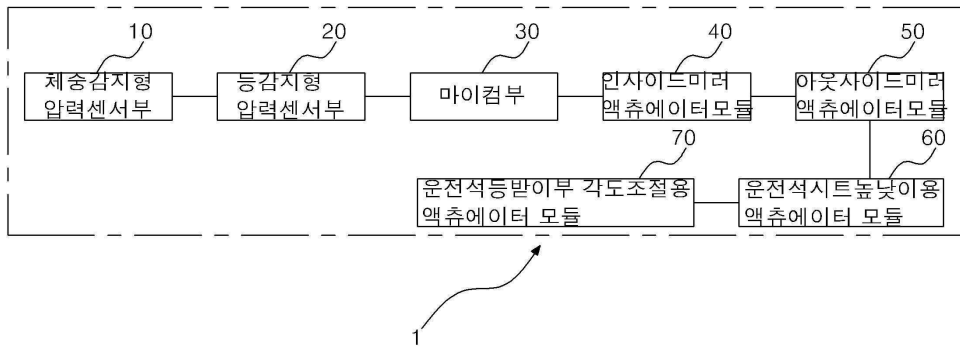 10
20
30
40
50
체중감지형
압력센서부
등감지형
압력센서부
마이컴부
인사이드미러
액츄에이터모듈
아웃사이드미러
액츄에이터모듈
70
60
운전석등받이부 각도조절용
액츄에이터 모듈
운전석시트높낮이용
액츄에이터 모듈
1